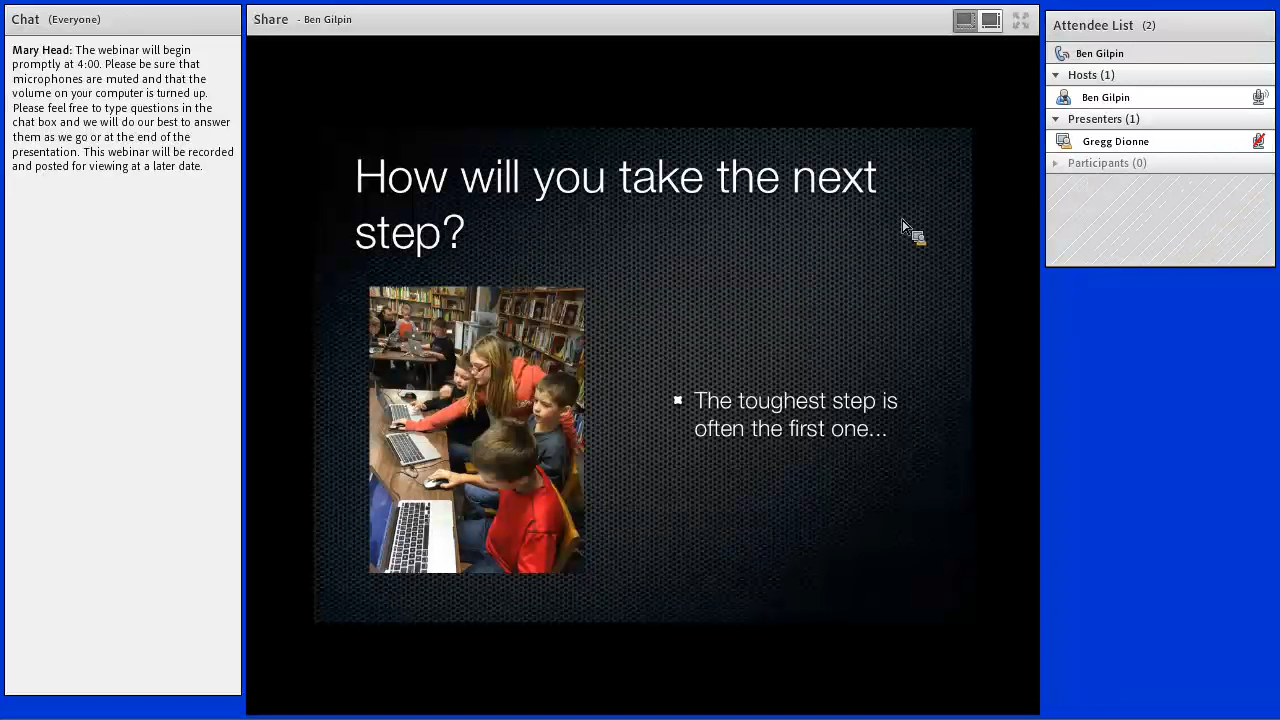 Chat (Everyone)
Mary Head: The webinar will begin
promptly at 4:00. Please be sure that
microphones are muted and that the
volume on your computer is turned up.
Please feel free to type questions in the
chat box and we will do our best to answer
them as we go or at the end of the
presentation. This webinar will be recorded
and posted for viewing at a later date.
Share - Ben Gilpin
How will you take the next
step?
The toughest step is
often the first one...
Attendee List (2)
Ben Gilpin
Hosts (1)
Ben Gilpin
Presenters (1)
Gregg Dionne
Participants (0)